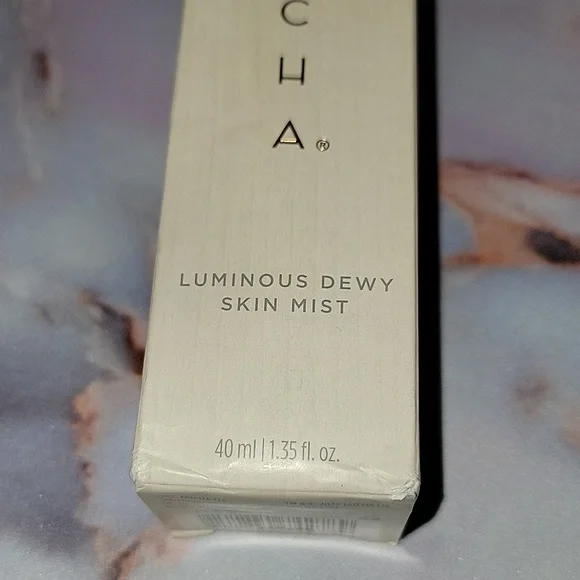 C
H
A®
LUMINOUS DEWY
SKIN MIST
40 ml | 1.35 fl. oz.